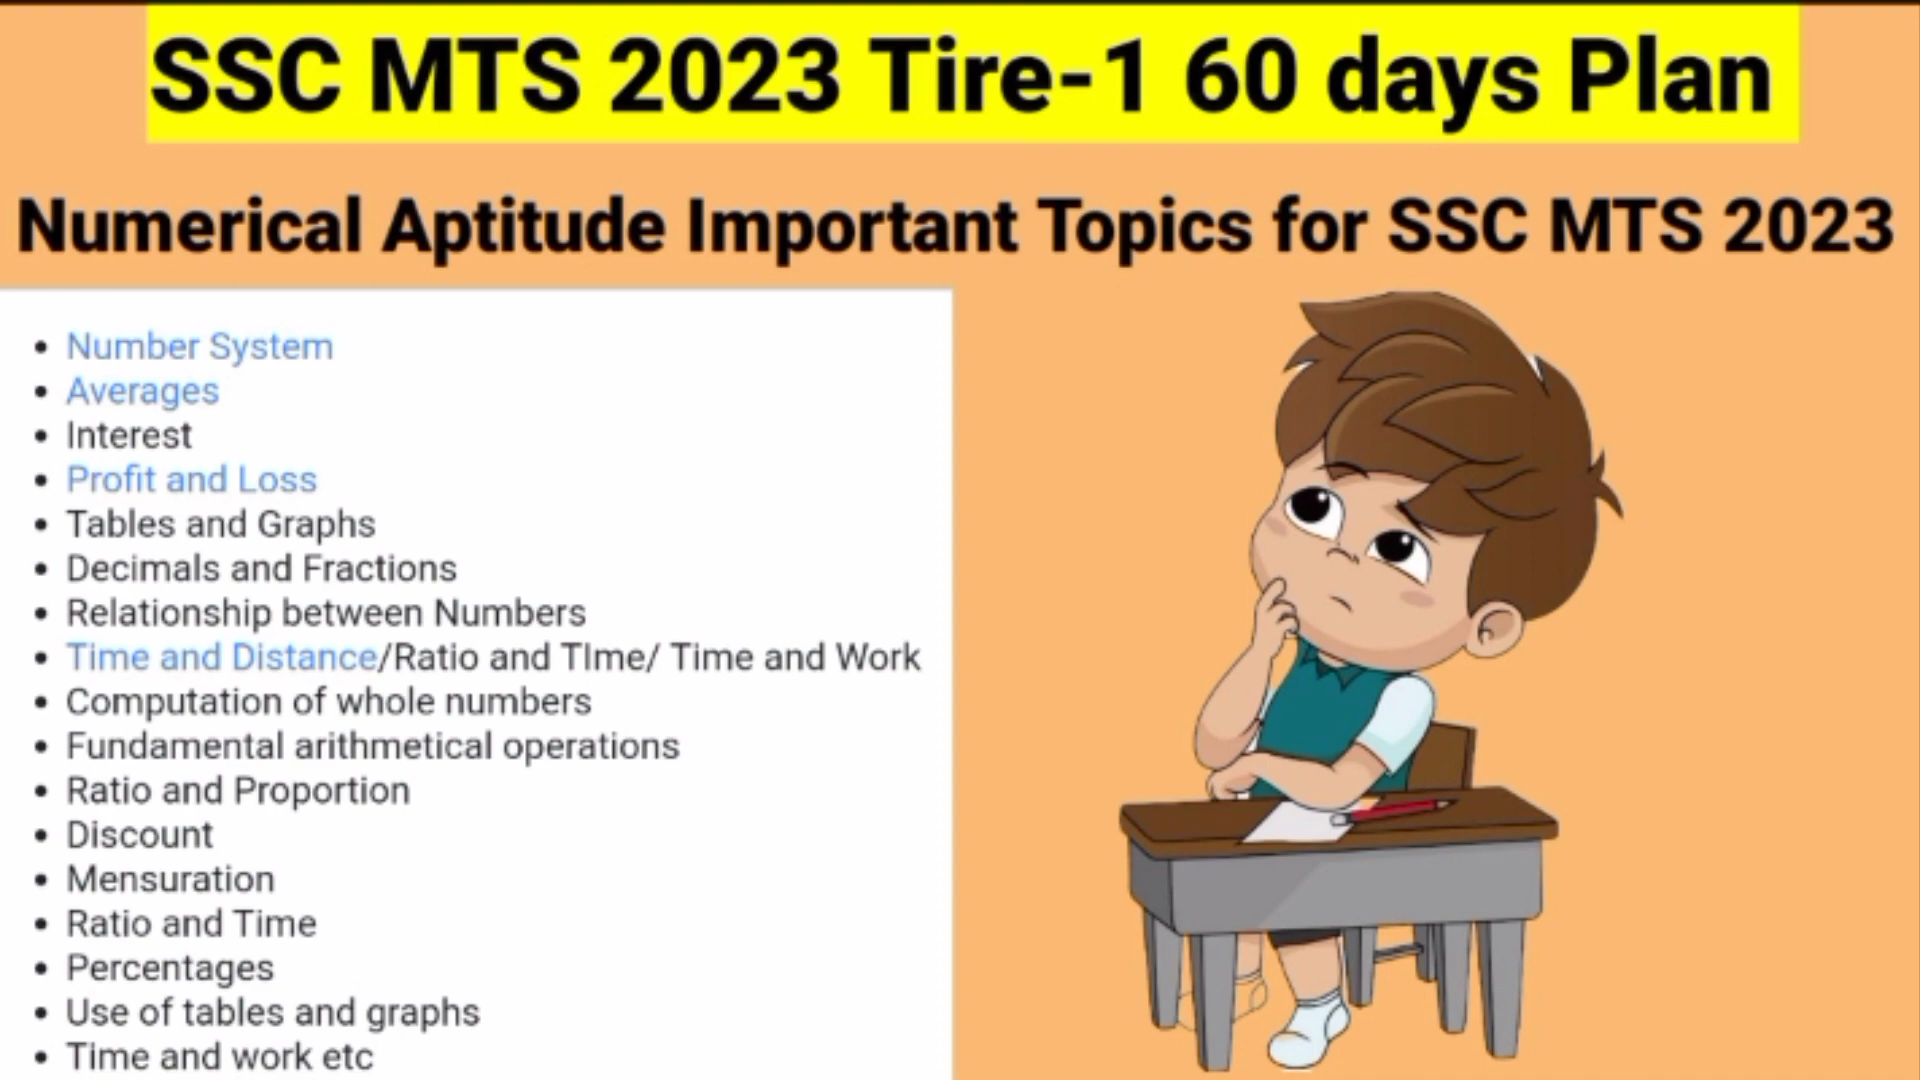 SSC MTS 2023 Tire-1 60 days Plan
Numerical Aptitude Important Topics for SSC MTS 2023
• Number System
• Averages
• Interest
• Profit and Loss
• Tables and Graphs
• Decimals and Fractions
• Relationship between Numbers
• Time and Distance/Ratio and TIme/ Time and Work
• Computation of whole numbers
• Fundamental arithmetical operations
• Ratio and Proportion
• Discount
• Mensuration
• Ratio and Time
• Percentages
• Use of tables and graphs
• Time and work etc